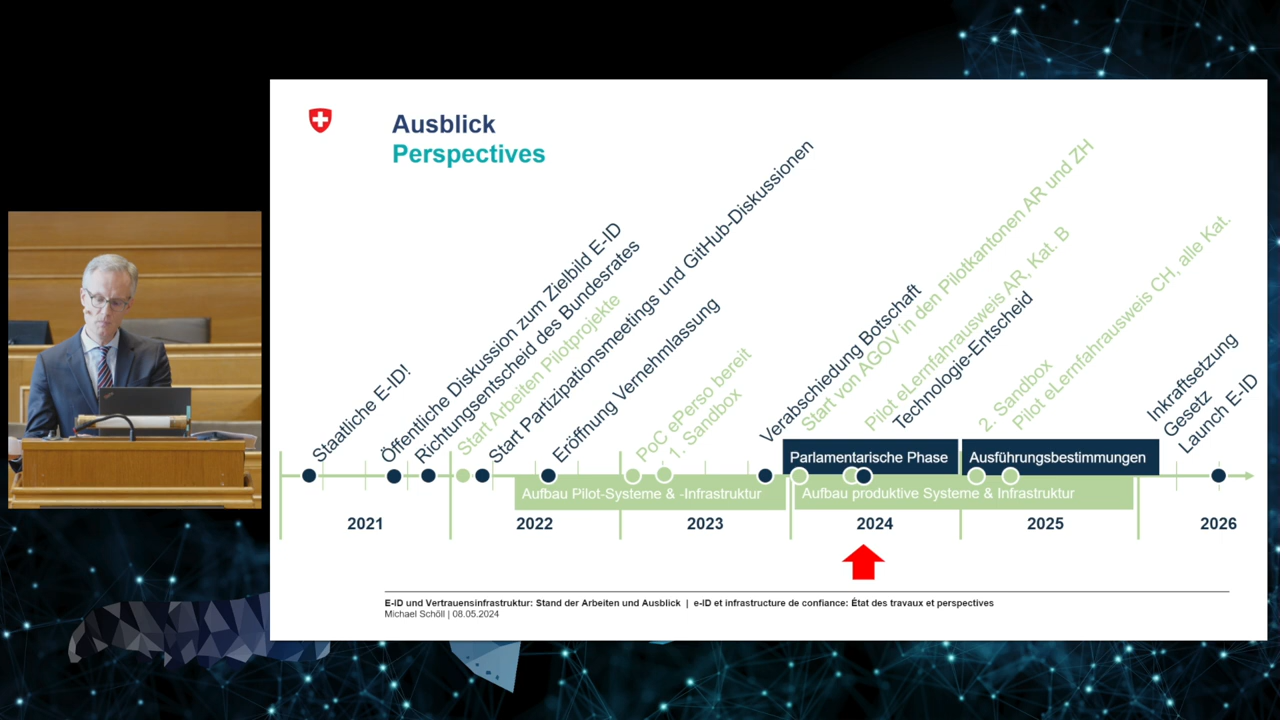 Ausblick
Perspectives
Staatliche E-ID!
Öffentliche Diskussion zum Zielbild E-ID
Richtungsentscheid des Bundesrates
Start Arbeiten Pilotprojekte
Start Partizipationsmeetings und GitHub-Diskussionen
Eröffnung Vernehmlassung
PoC ePerso bereit
1. Sandbox
Verabschiedung Botschaft
Start von AGOV in den Pilotkantonen AR und ZH
Pilot eLernfahrausweis AR, Kat. B
Technologie-Entscheid
2. Sandbox
Pilot eLernfahrausweis CH, alle Kat.
Inkraftsetzung
Gesetz
Launch E-ID
Parlamentarische Phase
Ausführungsbestimmungen
Aufbau Pilot-Systeme & -Infrastruktur
Aufbau produktive Systeme & Infrastruktur
2021
2022
2023
2024
2025
2026
E-ID und Vertrauensinfrastruktur: Stand der Arbeiten und Ausblick | e-ID et infrastructure de confiance: État des travaux et perspectives
Michael Schöll | 08.05.2024